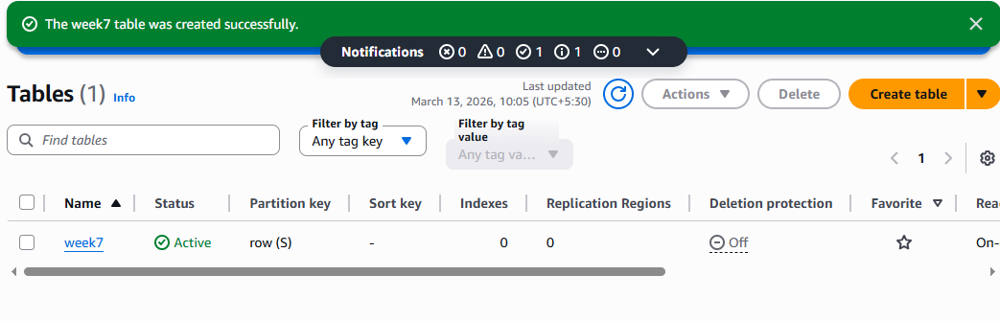 The week7 table was created successfully.
Notifications 0 0 1 1 0
Tables (1) Info
Last updated
March 13, 2026, 10:05 (UTC+5:30)
Actions
Delete
Create table
Find tables
Filter by tag
Any tag key
Filter by tag
value
Any tag va...
1
Name Status Partition key Sort key Indexes Replication Regions Deletion protection Favorite Rea
week7 Active row (S) - 0 0 Off On-